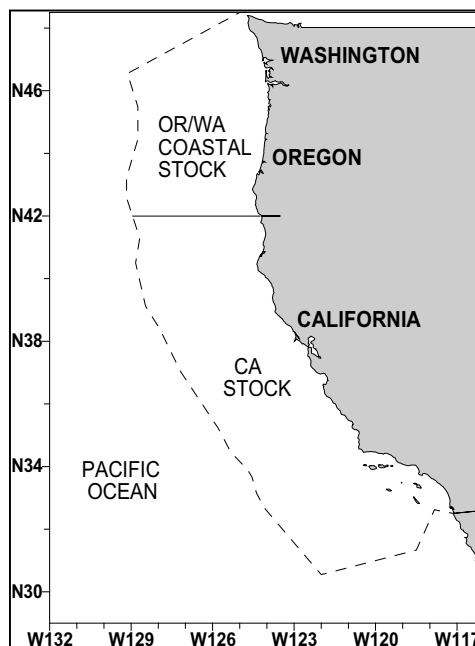 WASHINGTON
N46
OR/WA
COASTAL
STOCK
OREGON
N42
CALIFORNIA
N38
CA
STOCK
PACIFIC
OCEAN
N34
N30
W132 W129 W126 W123 W120 W117